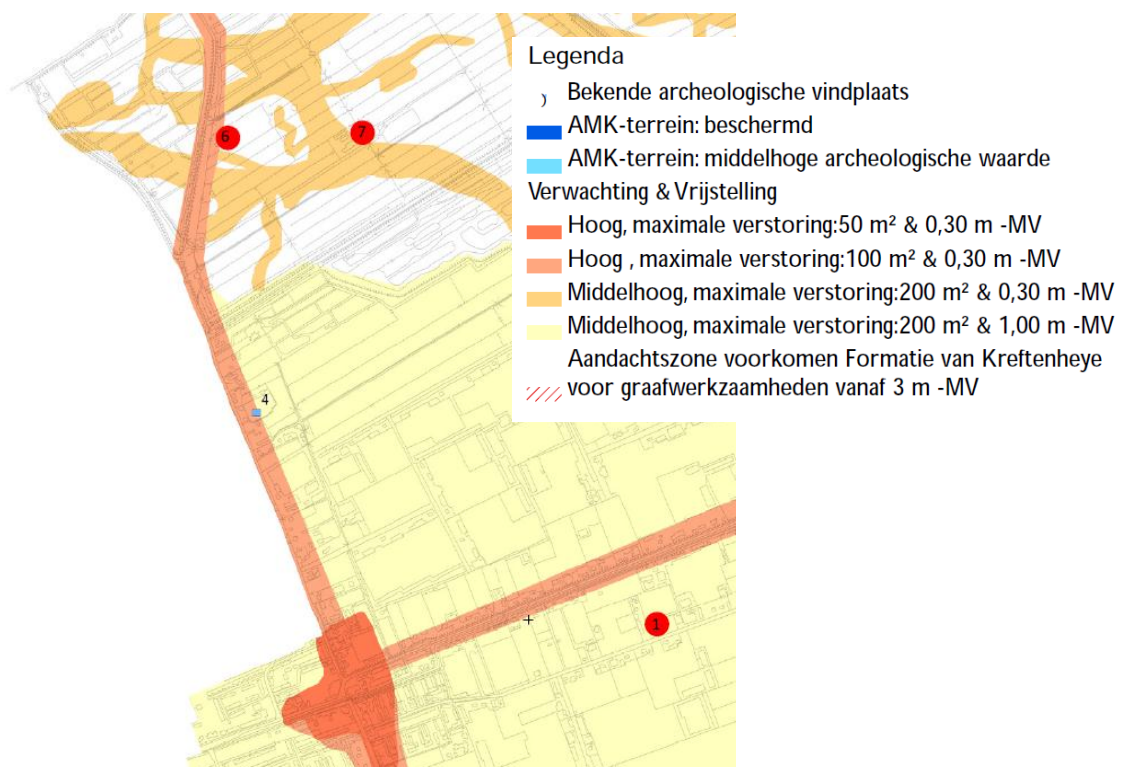 Legenda
Bekende archeologische vindplaats
AMK-terrein: beschermd
AMK-terrein: middelhoge archeologische waarde
Verwachting & Vrijstelling
Hoog, maximale verstoring:50 m² & 0,30 m -MV
Hoog , maximale verstoring:100 m² & 0,30 m -MV
Middelhoog, maximale verstoring:200 m² & 0,30 m -MV
Middelhoog, maximale verstoring:200 m² & 1,00 m -MV
Aandachtszone voorkomen Formatie van Kreftenheye
voor graafwerkzaamheden vanaf 3 m -MV
6
7
4
1